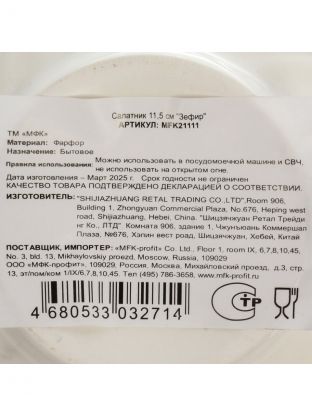 Салатник 11,5 см "Зефир"
АРТИКУЛ: MFK21111
ТМ «МФК»
Материал: Фарфор
Назначение: Бытовое
Правила использования: Можно использовать в посудомоечной машине и СВЧ,
не использовать на открытом огне.
Дата изготовления – Март 2025 г. Срок годности не ограничен
КАЧЕСТВО ТОВАРА ПОДТВЕРЖДЕНО ДЕКЛАРАЦИЕЙ О СООТВЕТСТВИИ.
ИЗГОТОВИТЕЛЬ: "SHIJIAZHUANG RETAL TRADING CO.,LTD".Room 906,
Building 1, Zhongyuan Commercial Plaza, No.676, Heping west
road, Shijiazhuang, Hebei, China. "Шицзячжуан Ретал Трейди
нг Ко., ЛТД" Комната 906, здание 1, Чжунъюань Коммершал
Плаза, №676, Хэпин вест роад, Шицзячжуан, Хебей, Китай
ПОСТАВЩИК, ИМПОРТЕР: «MFK-profit» Co. Ltd., Floor 1, room IX, 6,7,8,10,45,
No. 3, bld. 13, Mikhaylovskiy proezd, Moscow, Russia, 109029
ООО «МФК-профит», 109029, Россия, Москва, Михайловский проезд, д.3, стр.
13, эт/пом/ком 1/IX/6,7,8,10,45. Тел. (495) 786-3658. www.mfk-profit.ru
4 680533 032714
СТР